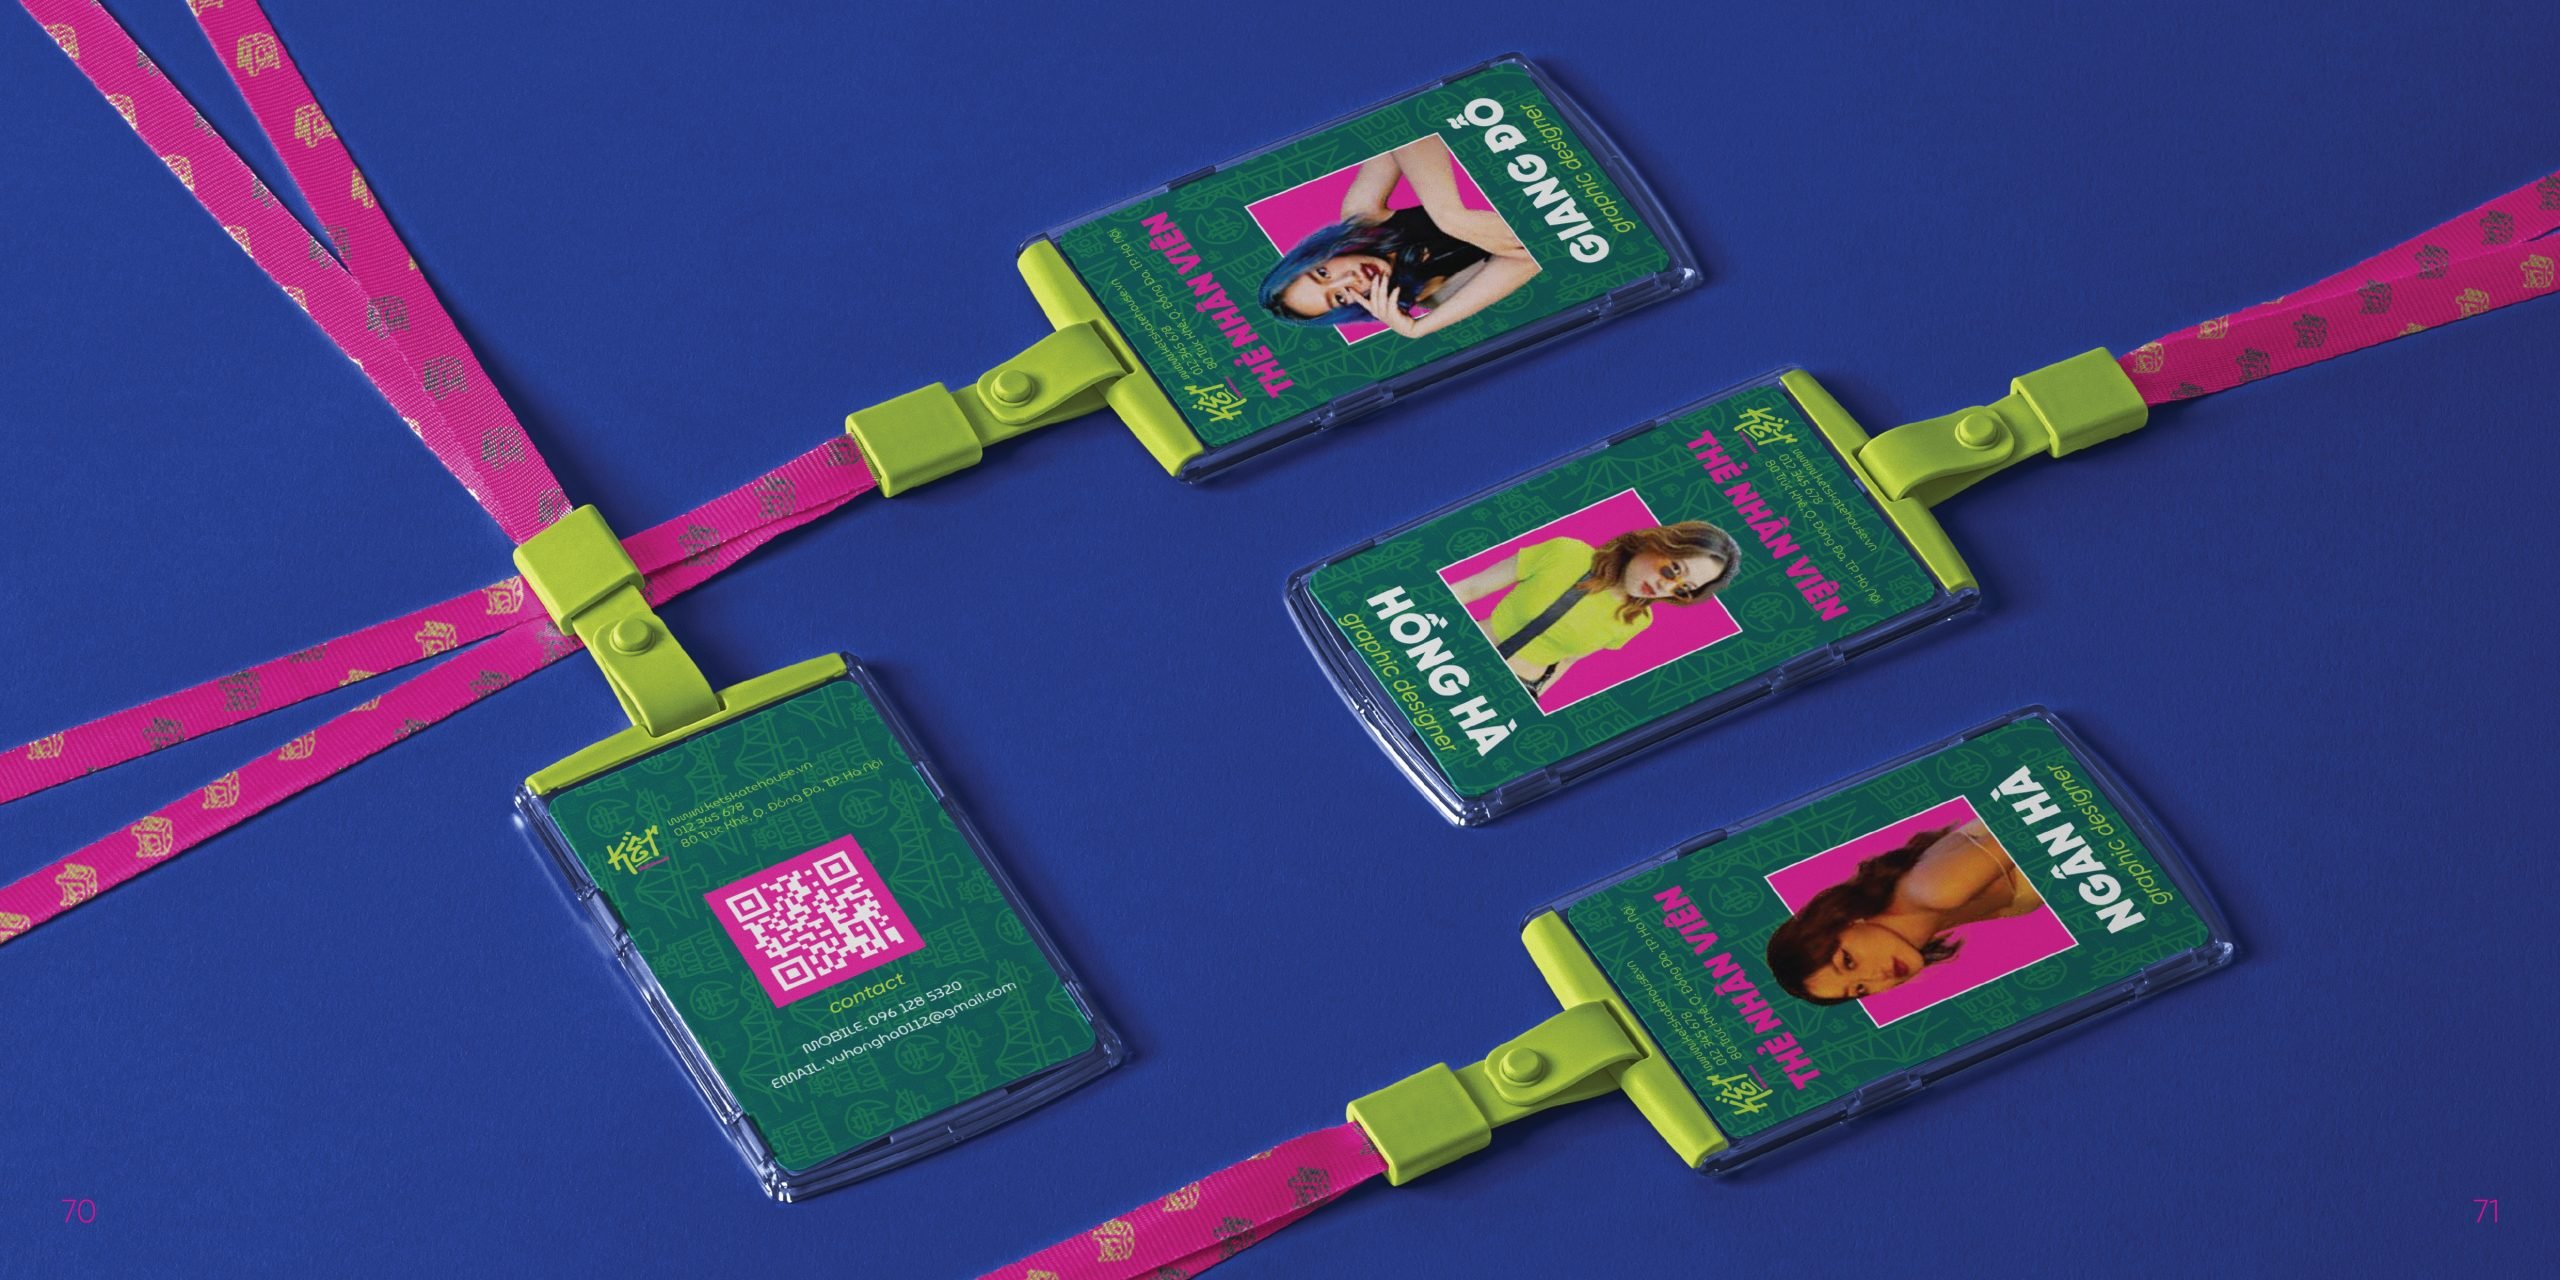 GIANG ĐỖ
graphic designer
THẺ NHÂN VIÊN
KẾT
www.ketskatehouse.vn
012 345 678
80 Trúc Khê, Q. Đống Đa, TP. Hà Nội
KẾT
www.ketskatehouse.vn
012 345 678
80 Trúc Khê, Q. Đống Đa, TP. Hà Nội
THẺ NHÂN VIÊN
HỒNG HÀ
graphic designer
KẾT
www.ketskatehouse.vn
012 345 678
80 Trúc Khê, Q. Đống Đa, TP. Hà Nội
contact
MOBILE. 096 128 5320
EMAIL. vuhongha0112@gmail.com
NGÂN HÀ
graphic designer
THẺ NHÂN VIÊN
KẾT
www.ketskatehouse.vn
012 345 678
80 Trúc Khê, Q. Đống Đa, TP. Hà Nội
70
71